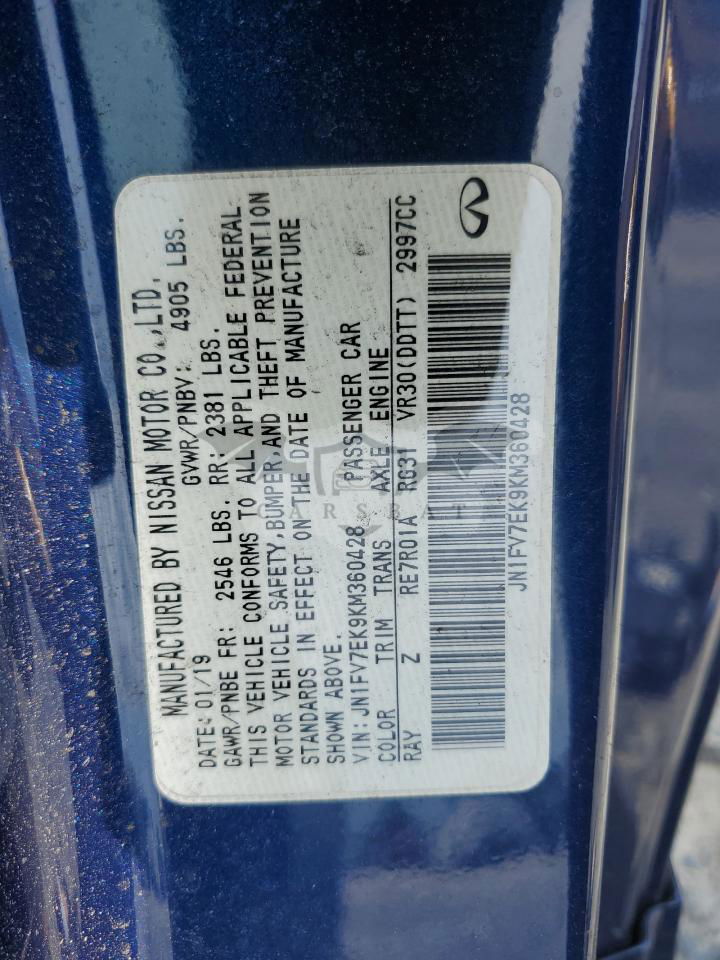 MANUFACTURED BY NISSAN MOTOR CO.,LTD.
DATE: 01/19 GVWR/PNBV: 4905 LBS.
GAWR/PNBE FR: 2546 LBS. RR: 2381 LBS.
THIS VEHICLE CONFORMS TO ALL APPLICABLE FEDERAL
MOTOR VEHICLE SAFETY,BUMPER,AND THEFT PREVENTION
STANDARDS IN EFFECT ON THE DATE OF MANUFACTURE
SHOWN ABOVE.
VIN: JN1FV7EK9KM360428 PASSENGER CAR
COLOR TRIM TRANS AXLE ENGINE
RAY Z RE7R01A RG31 VR30(DDTT) 2997CC
JN1FV7EK9KM360428
CARSBAT